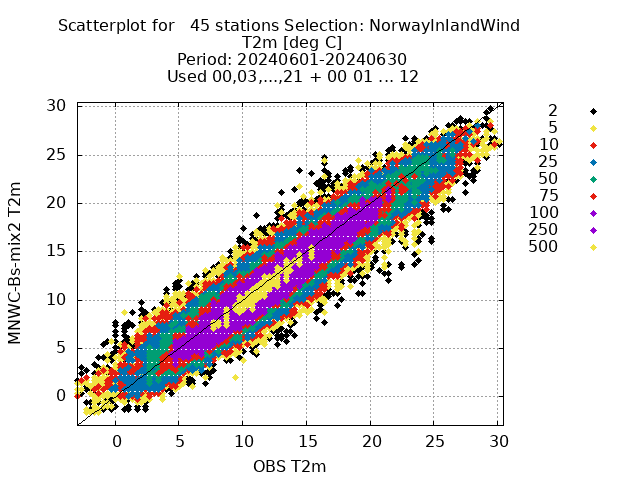 Scatterplot for   45 stations Selection: NorwayInlandWind
T2m [deg C]
Period: 20240601-20240630
Used 00,03,...,21 + 00 01 ... 12
30
25
20
15
10
5
0
MNWC-Bs-mix2 T2m
0 5 10 15 20 25 30
OBS T2m
2
5
10
25
50
75
100
250
500